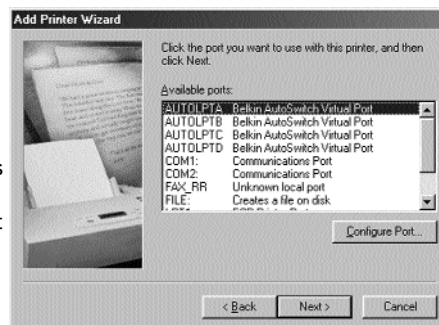 Add Printer Wizard
Click the port you want to use with this printer, and then
click Next.
Available ports:
AUTOLPTA Belkin AutoSwitch Virtual Port
AUTOLPTB Belkin AutoSwitch Virtual Port
AUTOLPTC Belkin AutoSwitch Virtual Port
AUTOLPTD Belkin AutoSwitch Virtual Port
COM1: Communications Port
COM2: Communications Port
FAX_RR Unknown local port
FILE: Creates a file on disk
s
t
Configure Port...
< Back Next > Cancel